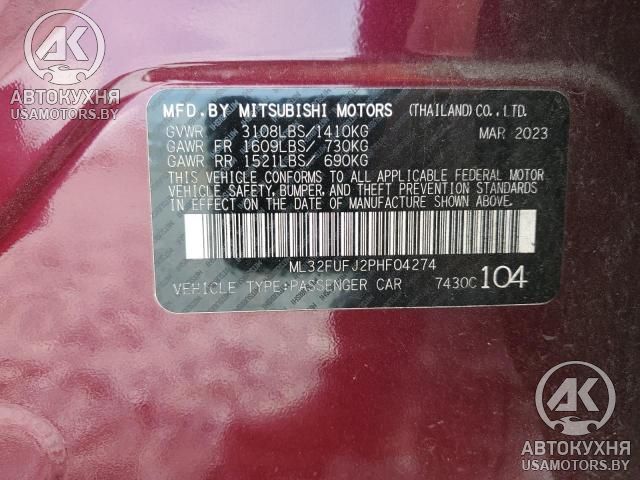 AK
АВТОКУХНЯ
USAMOTORS.BY
MFD.BY MITSUBISHI MOTORS (THAILAND)CO.,LTD.
GVWR 3108LBS/1410KG MAR 2023
GAWR FR 1609LBS/ 730KG
GAWR RR 1521LBS/ 690KG
THIS VEHICLE CONFORMS TO ALL APPLICABLE FEDERAL MOTOR
VEHICLE SAFETY, BUMPER, AND THEFT PREVENTION STANDARDS
IN EFFECT ON THE DATE OF MANUFACTURE SHOWN ABOVE.
ML32FUFJ2PHF04274
VEHICLE TYPE:PASSENGER CAR 7430C 104
AK
АВТОКУХНЯ
USAMOTORS.BY